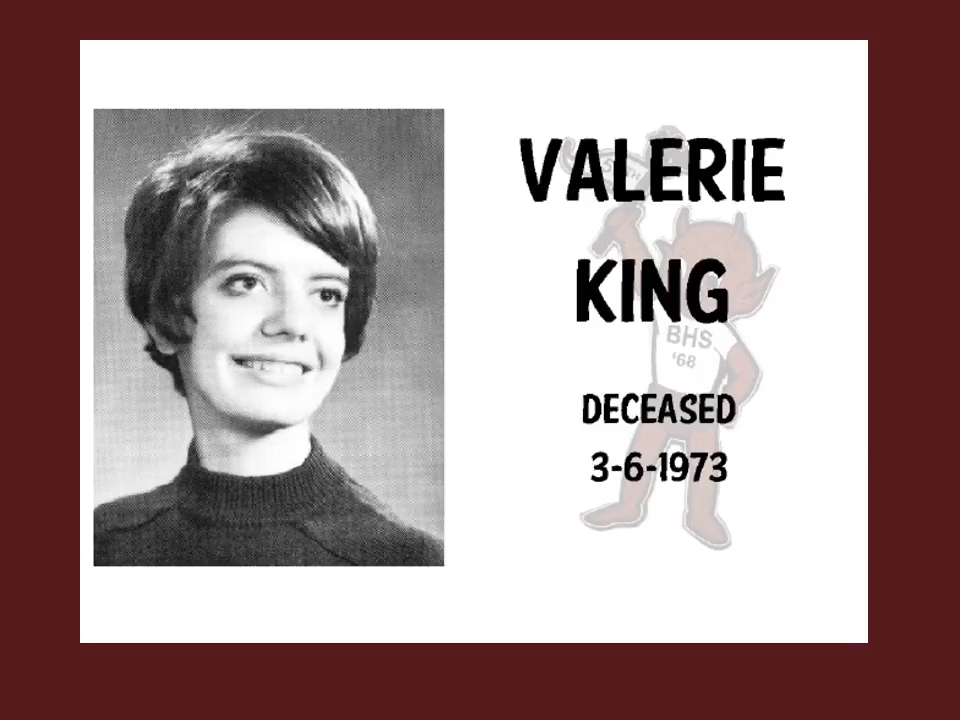 VALERIE
KING
BHS
'68
DECEASED
3-6-1973